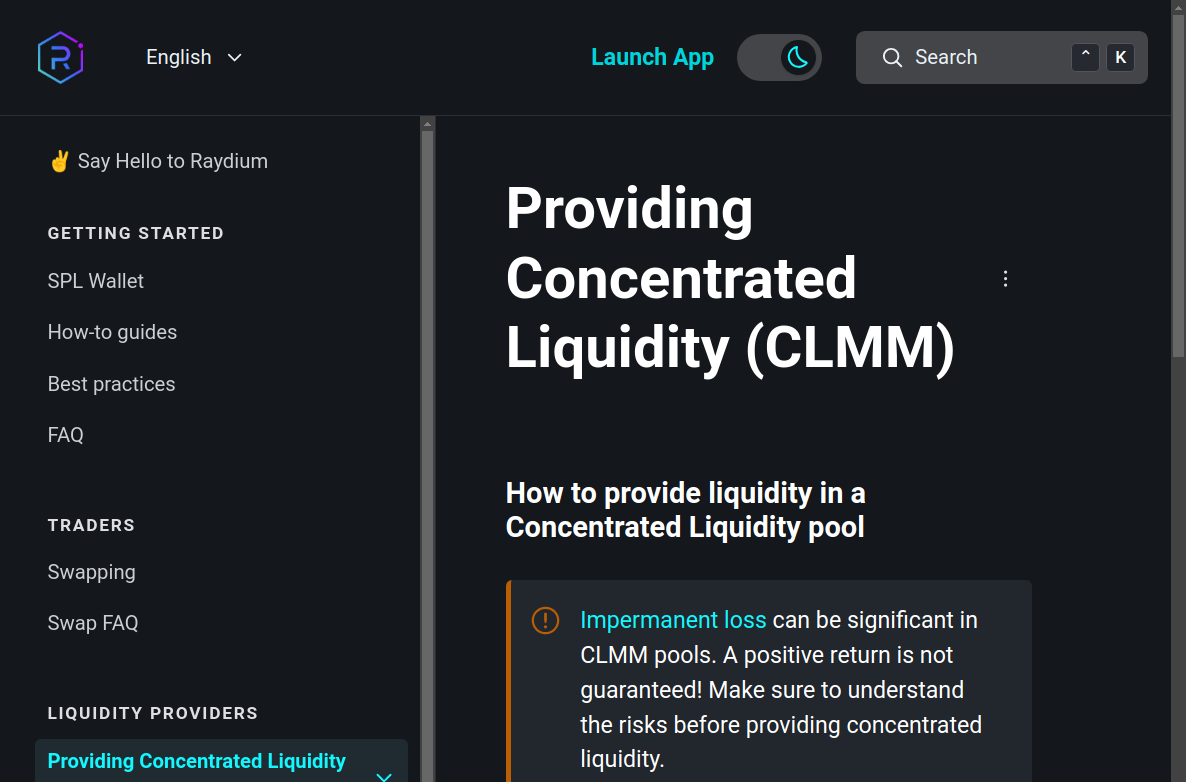 English
Launch App
Search
^ K
✌️ Say Hello to Raydium
GETTING STARTED
SPL Wallet
How-to guides
Best practices
FAQ
TRADERS
Swapping
Swap FAQ
LIQUIDITY PROVIDERS
Providing Concentrated Liquidity
Providing
Concentrated
Liquidity (CLMM)
How to provide liquidity in a
Concentrated Liquidity pool
Impermanent loss can be significant in
CLMM pools. A positive return is not
guaranteed! Make sure to understand
the risks before providing concentrated
liquidity.